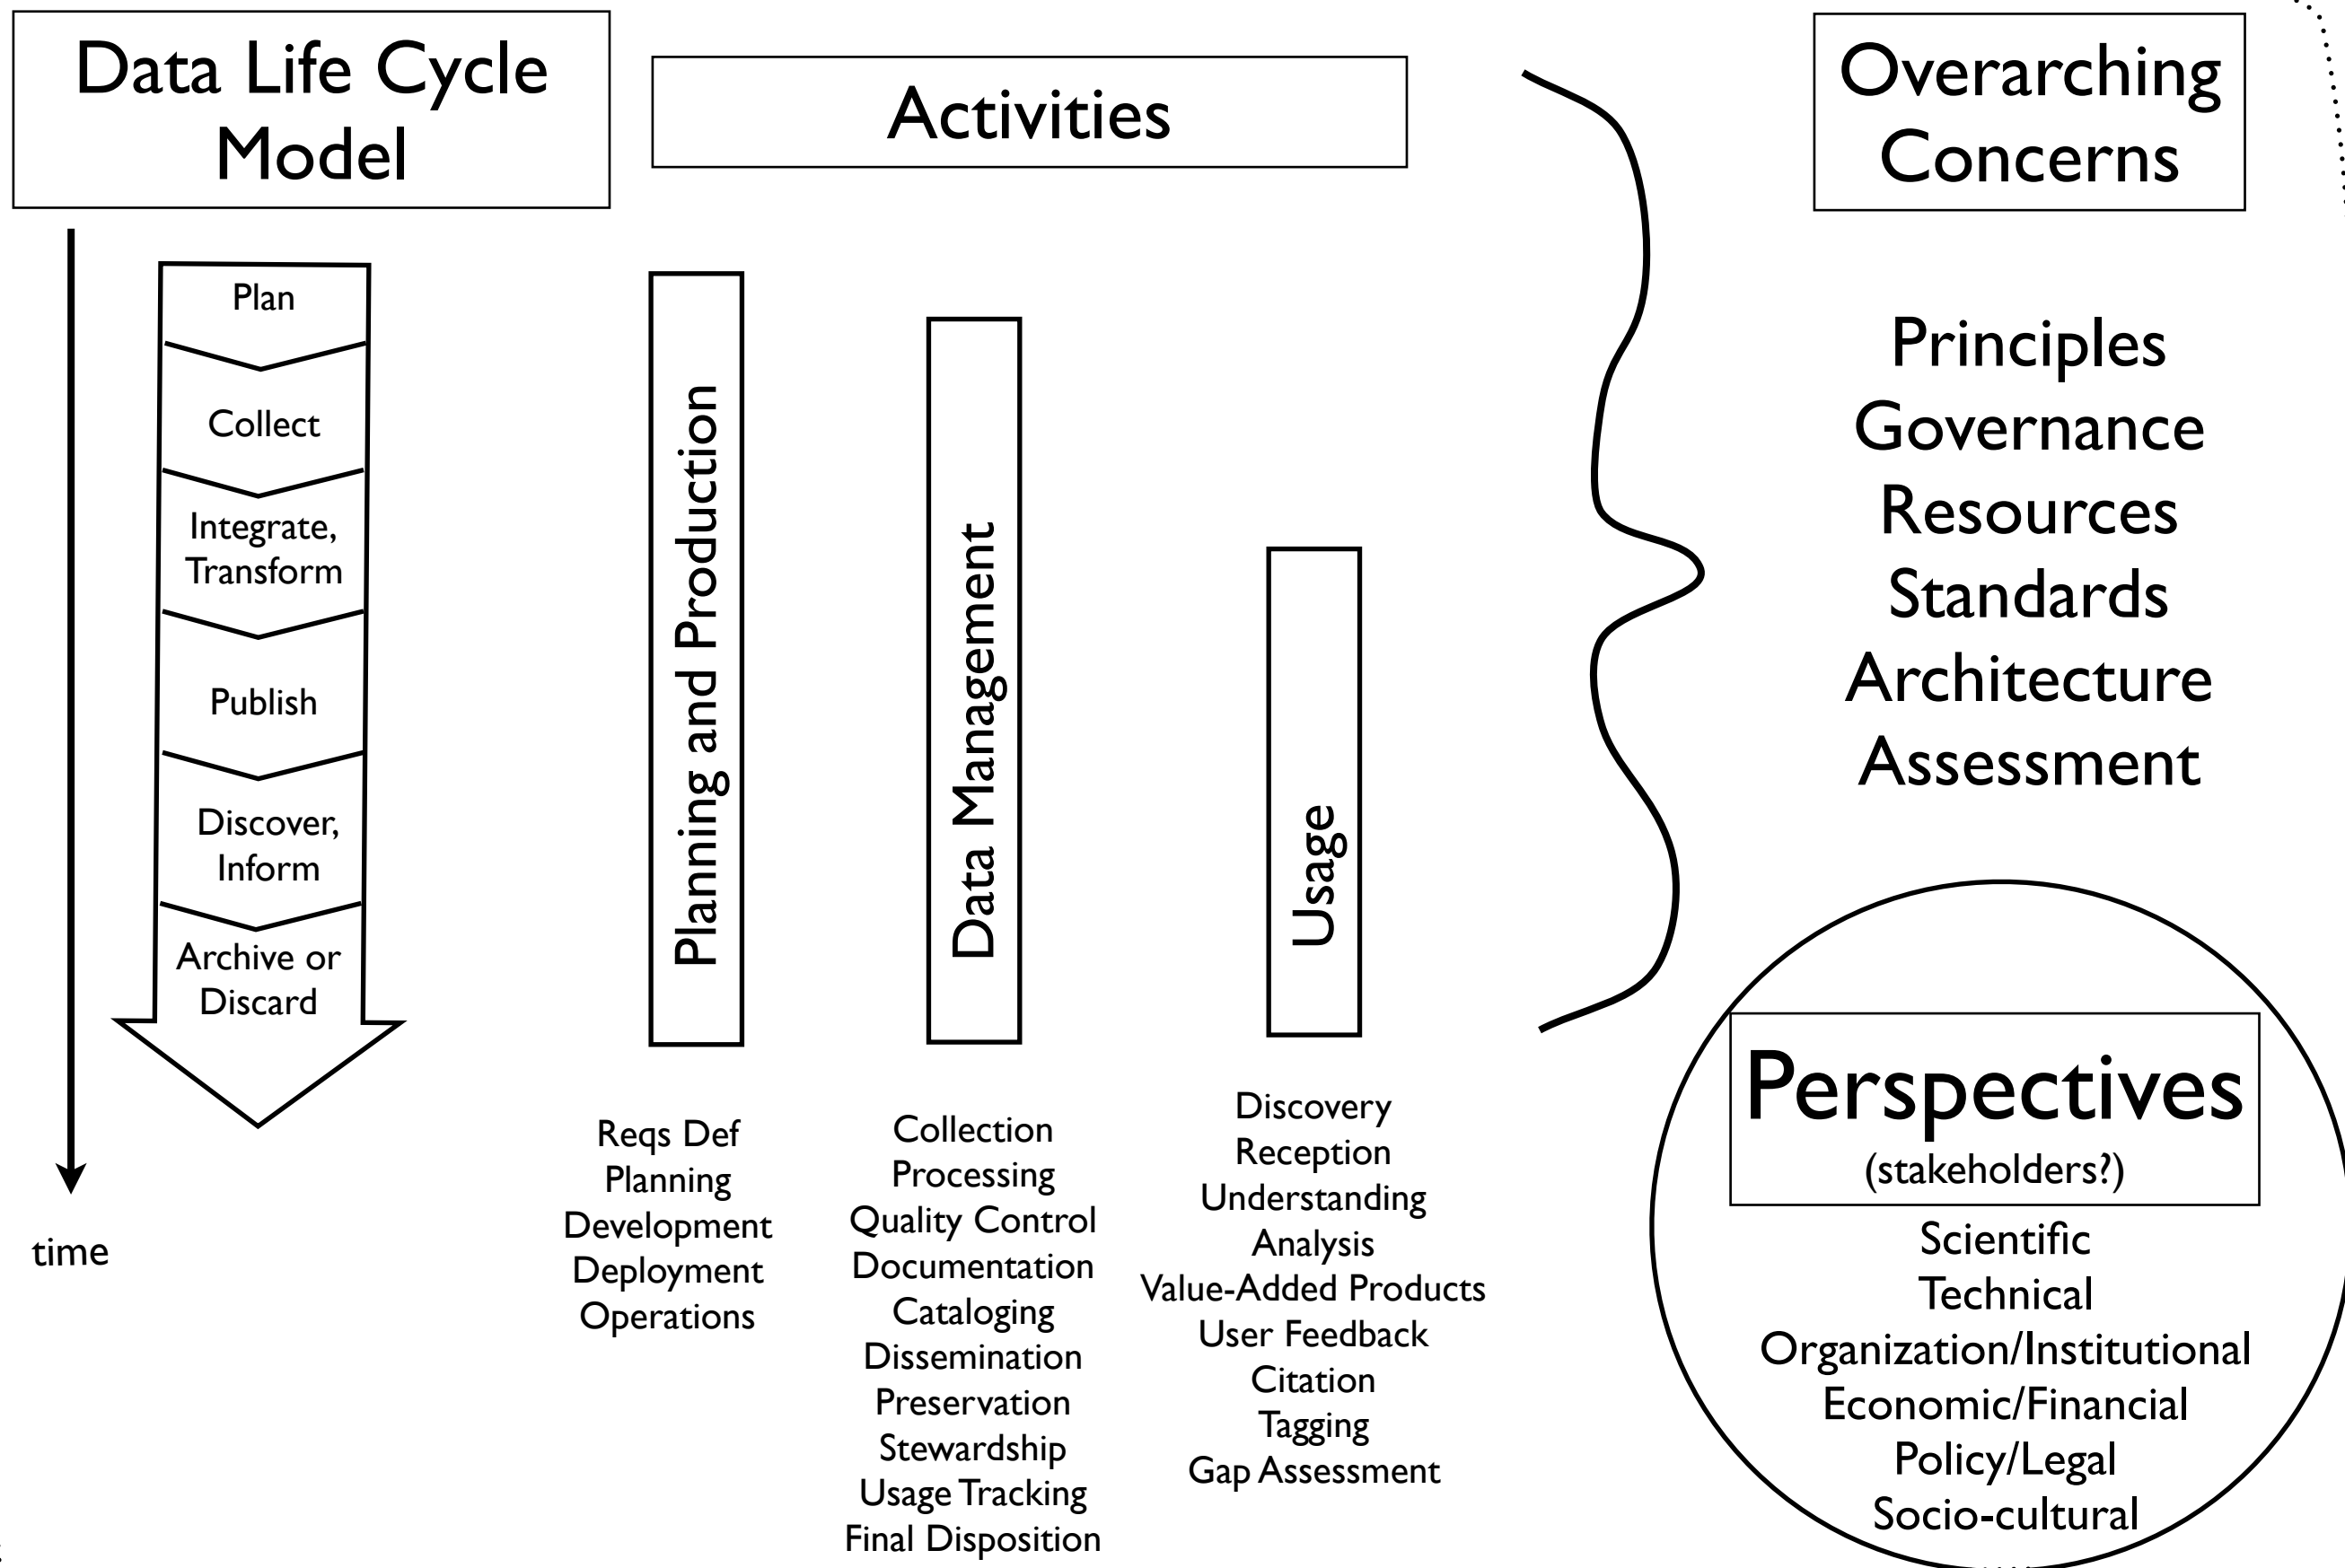 Data Life Cycle
Model
Activities
Overarching
Concerns
Plan
Collect
Integrate,
Transform
Publish
Discover,
Inform
Archive or
Discard
time
Planning and Production
Data Management
Usage
Reqs Def
Planning
Development
Deployment
Operations
Collection
Processing
Quality Control
Documentation
Cataloging
Dissemination
Preservation
Stewardship
Usage Tracking
Final Disposition
Discovery
Reception
Understanding
Analysis
Value-Added Products
User Feedback
Citation
Tagging
Gap Assessment
Principles
Governance
Resources
Standards
Architecture
Assessment
Perspectives
(stakeholders?)
Scientific
Technical
Organization/Institutional
Economic/Financial
Policy/Legal
Socio-cultural